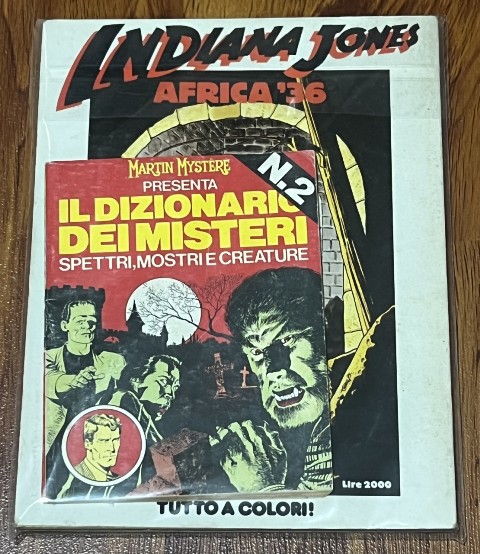 INDIANA JONES
AFRICA '36
MARTIN MYSTÈRE
PRESENTA
N.2
IL DIZIONARIO
DEI MISTERI
SPETTRI, MOSTRI E CREATURE
Lire 2000
TUTTO A COLORI!